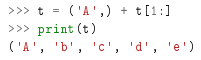 >>> t = ('A',) + t[1:]
>>> print(t)
('A', 'b', 'c', 'd', 'e')